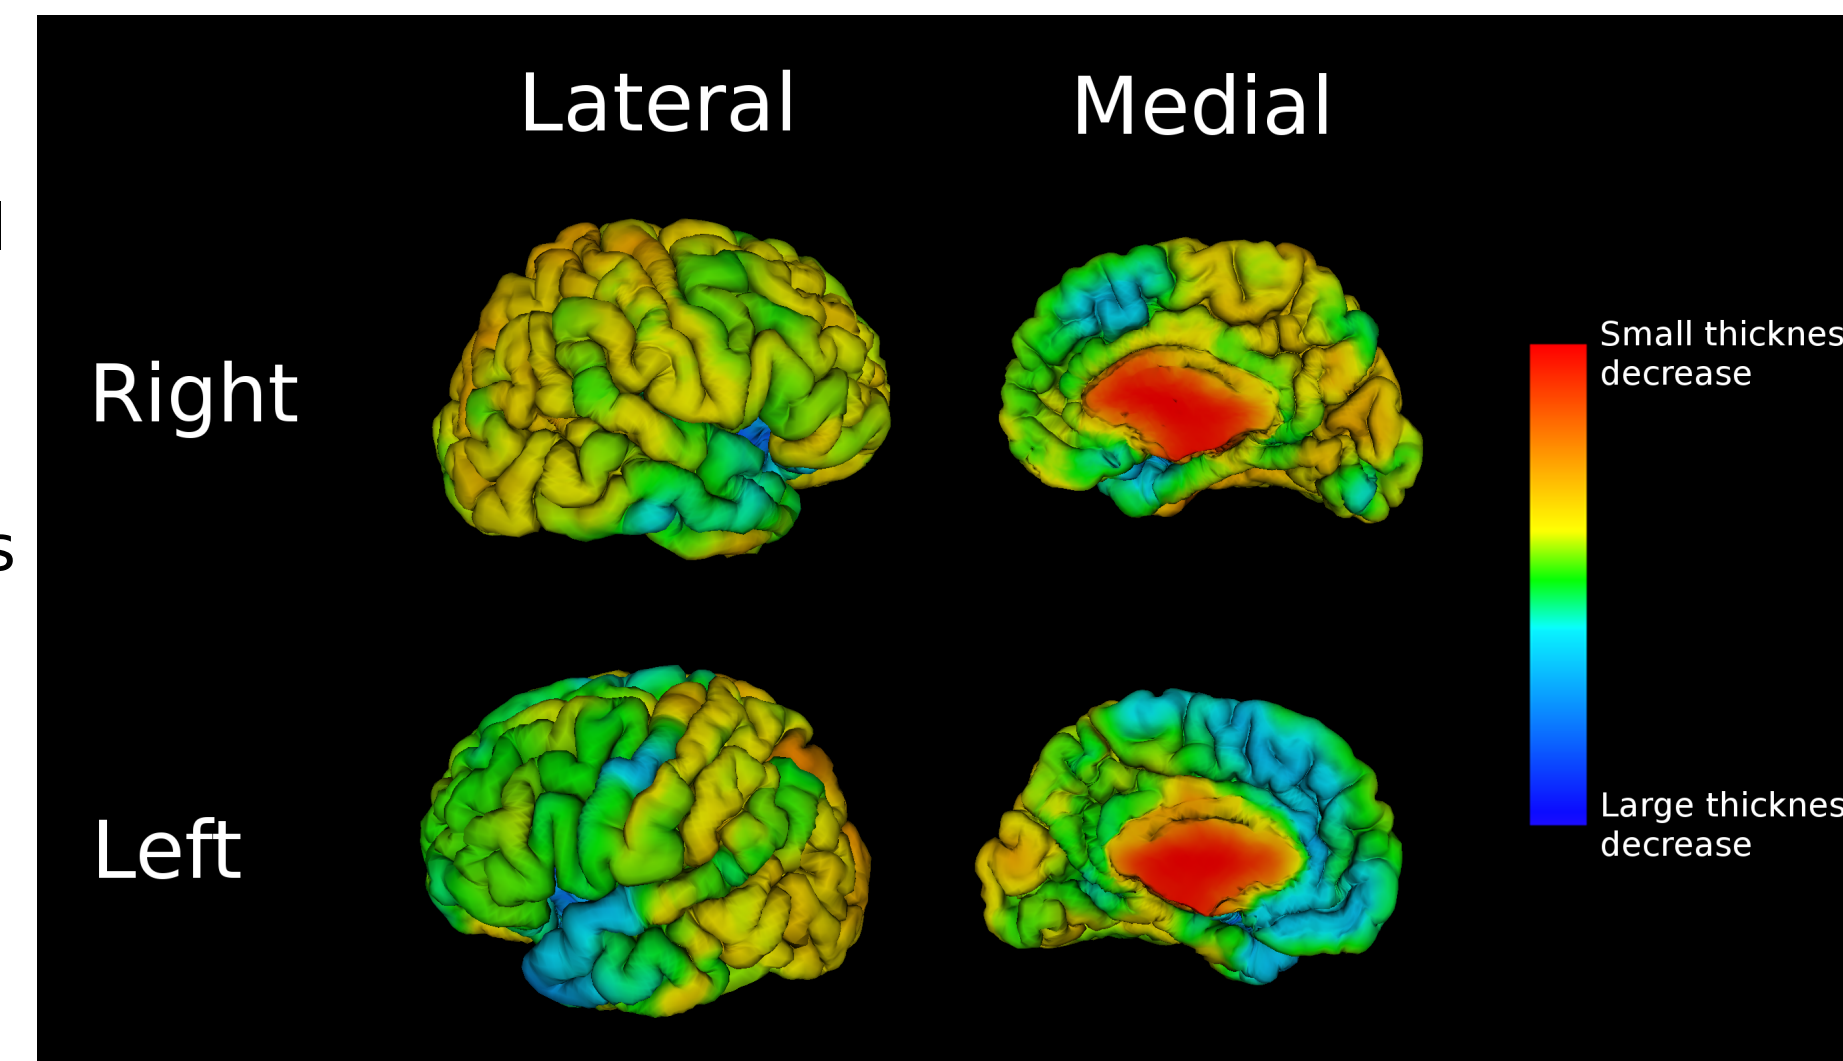 Lateral
Medial
Small thicknes
decrease
Right
Large thicknes
decrease
Left